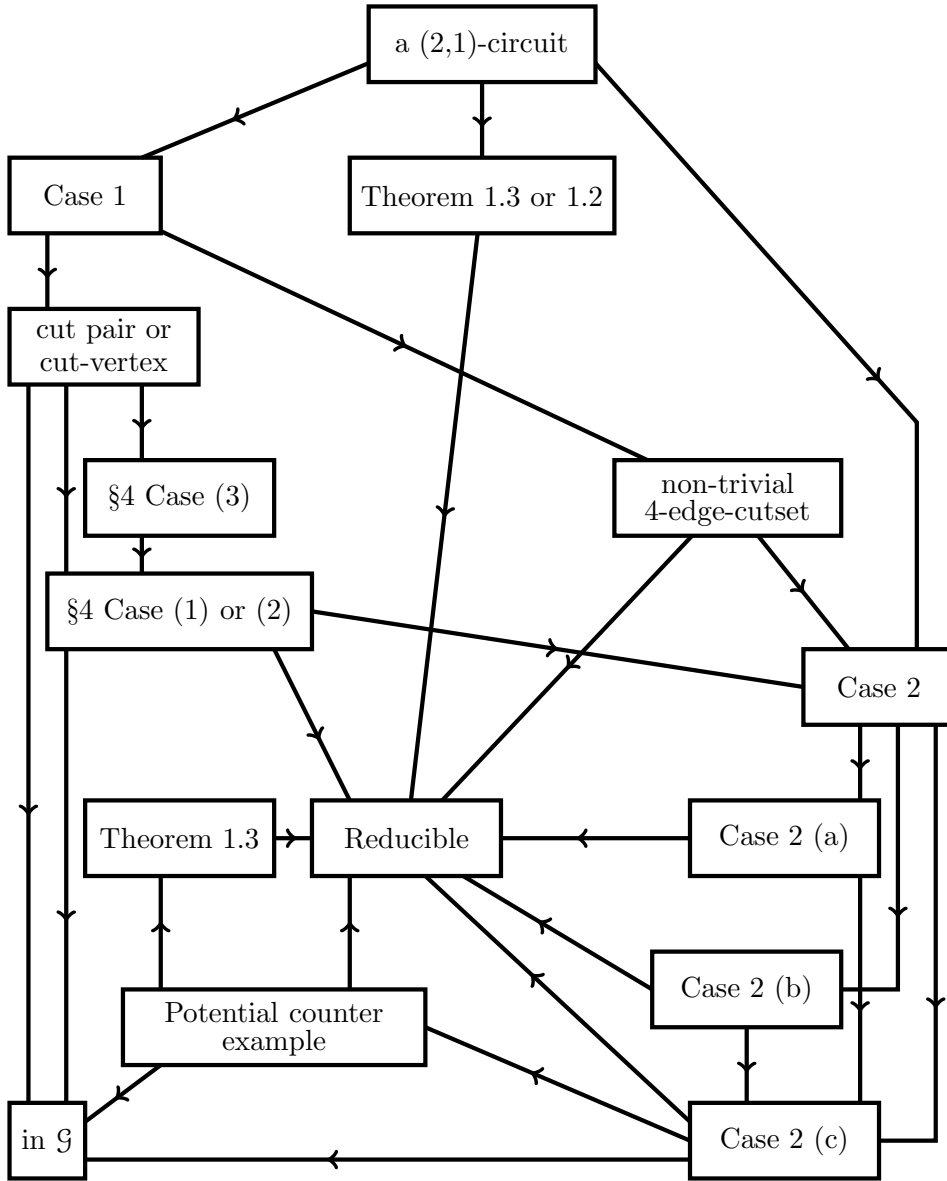 a (2,1)-circuit
Case 1
Theorem 1.3 or 1.2
cut pair or
cut-vertex
§4 Case (3)
non-trivial
4-edge-cutset
§4 Case (1) or (2)
Case 2
Theorem 1.3
Reducible
Case 2 (a)
Case 2 (b)
Potential counter
example
in 𝒢
Case 2 (c)